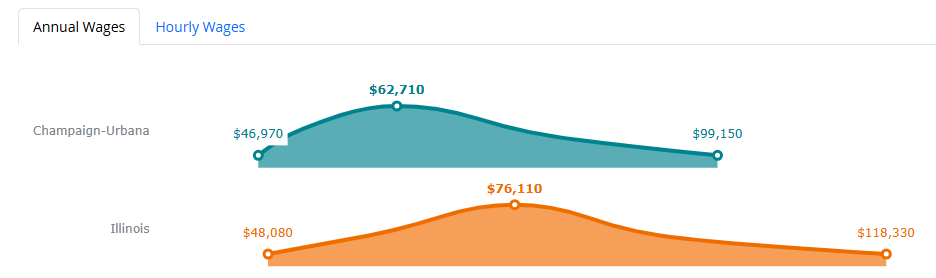 Annual Wages Hourly Wages
$62,710
Champaign-Urbana $46,970 $99,150
$76,110
Illinois $48,080 $118,330